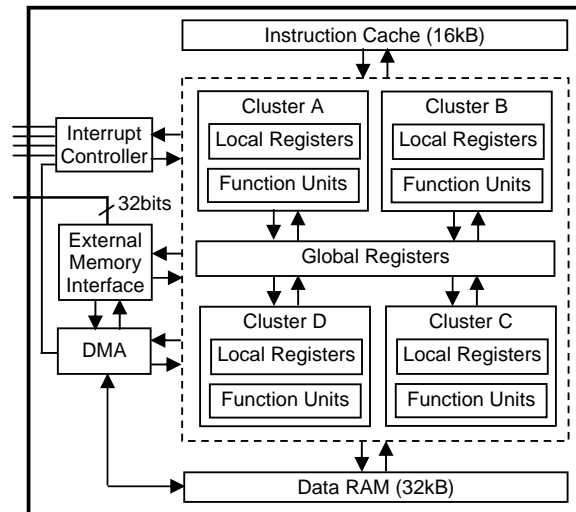 Instruction Cache (16kB)
Cluster A
Local Registers
Function Units
Cluster B
Local Registers
Function Units
Interrupt
Controller
32bits
External
Memory
Interface
Global Registers
DMA
Cluster D
Local Registers
Function Units
Cluster C
Local Registers
Function Units
Data RAM (32kB)